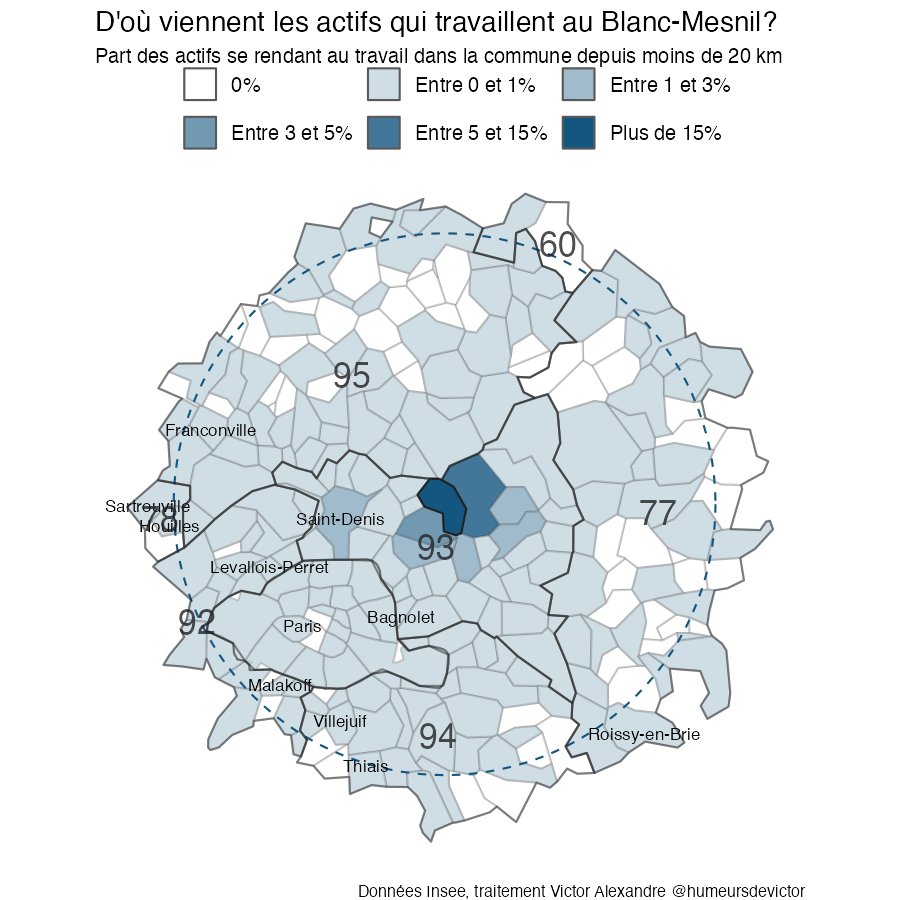 D'où viennent les actifs qui travaillent au Blanc-Mesnil?
Part des actifs se rendant au travail dans la commune depuis moins de 20 km
0% Entre 0 et 1% Entre 1 et 3%
Entre 3 et 5% Entre 5 et 15% Plus de 15%
60
95
Franconville
Sartrouville
78
Houilles
Saint-Denis
77
93
Levallois-Perret
92
Paris
Bagnolet
Malakoff
Villejuif
94
Roissy-en-Brie
Thiais
Données Insee, traitement Victor Alexandre @humeursdevictor